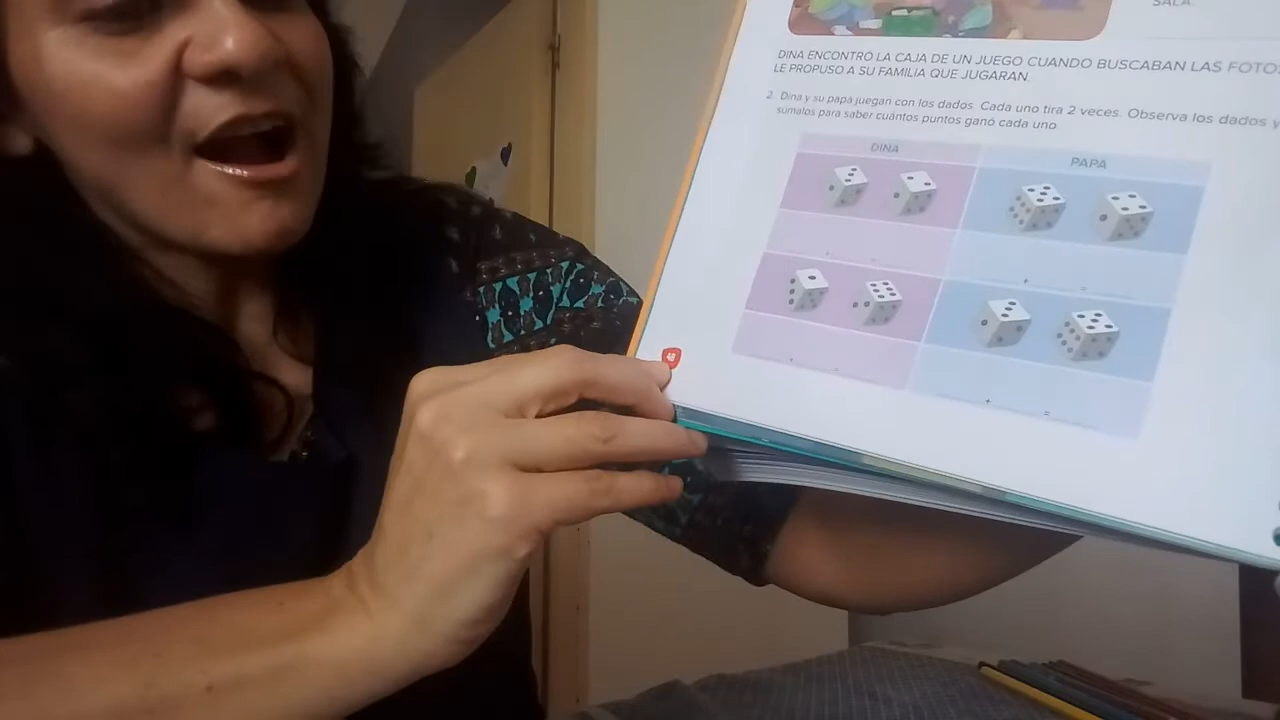 SALA.
DINA ENCONTRÓ LA CAJA DE UN JUEGO CUANDO BUSCABAN LAS FOTOS
LE PROPUSO A SU FAMILIA QUE JUGARAN.
2. Dina y su papá juegan con los dados. Cada uno tira 2 veces. Observa los dados y
súmalos para saber cuántos puntos ganó cada uno.
DINA
PAPÁ
+ =
+ =
+ =
+ =